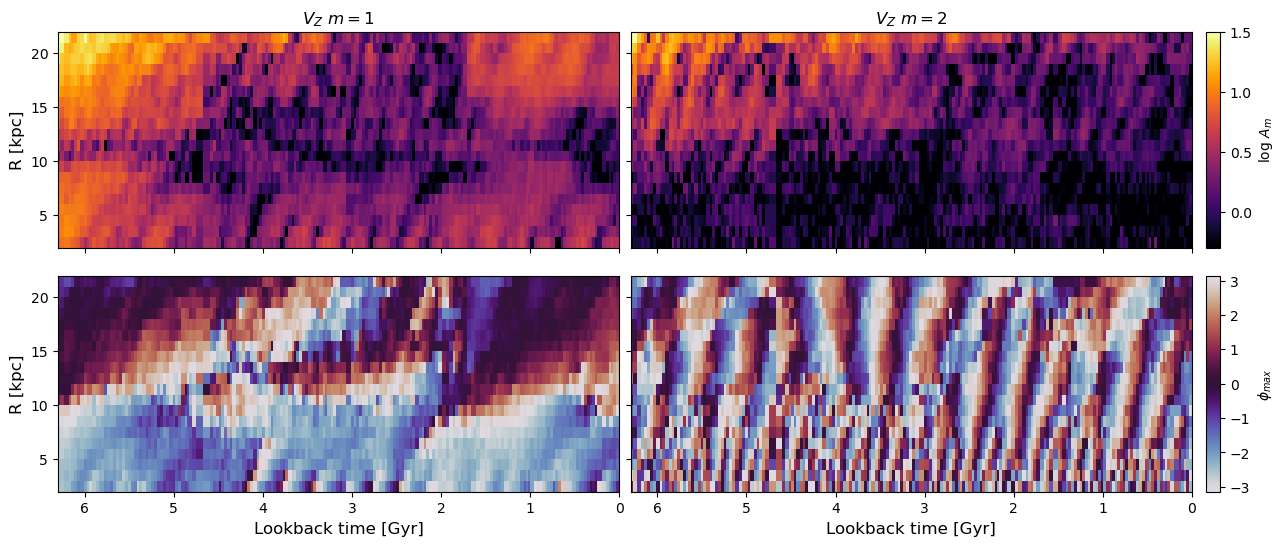 V_Z m = 1
V_Z m = 2
R [kpc]
20
15
10
5
20
15
10
5
1.5
1.0
0.5
0.0
log A_m
R [kpc]
6 5 4 3 2 1 0
Lookback time [Gyr]
6 5 4 3 2 1 0
Lookback time [Gyr]
3
2
1
0
−1
−2
−3
ϕ_max